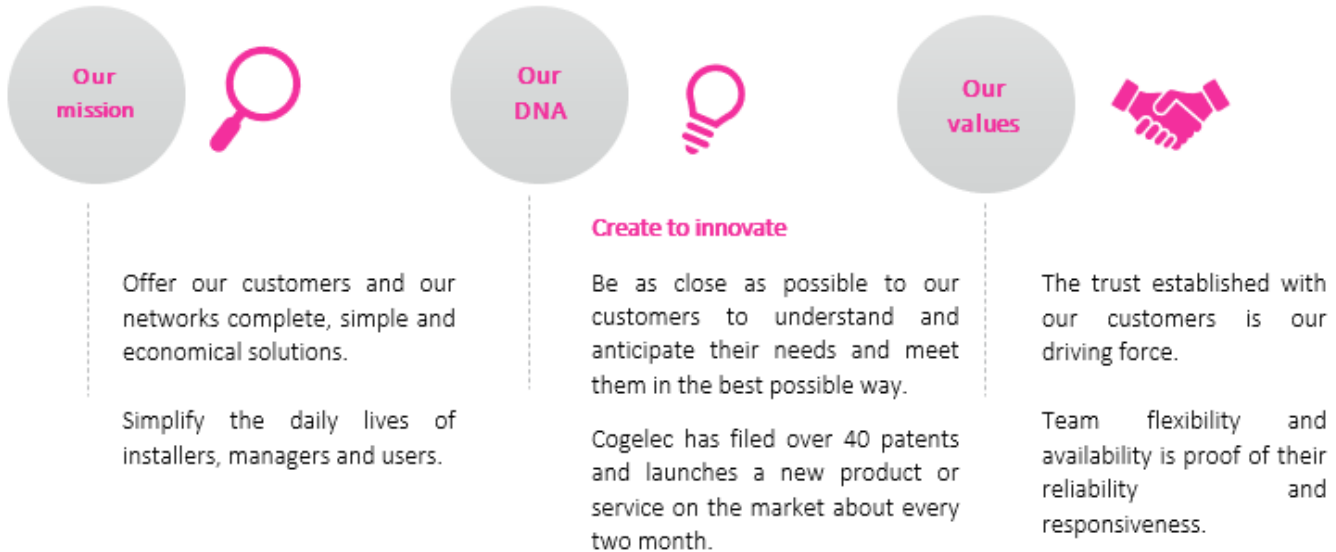 Our
mission
Offer our customers and our
networks complete, simple and
economical solutions.
Simplify the daily lives of
installers, managers and users.
Our
DNA
Create to innovate
Be as close as possible to our
customers to understand and
anticipate their needs and meet
them in the best possible way.
Cogelec has filed over 40 patents
and launches a new product or
service on the market about every
two month.
Our
values
The trust established with
our customers is our
driving force.
Team flexibility and
availability is proof of their
reliability and
responsiveness.